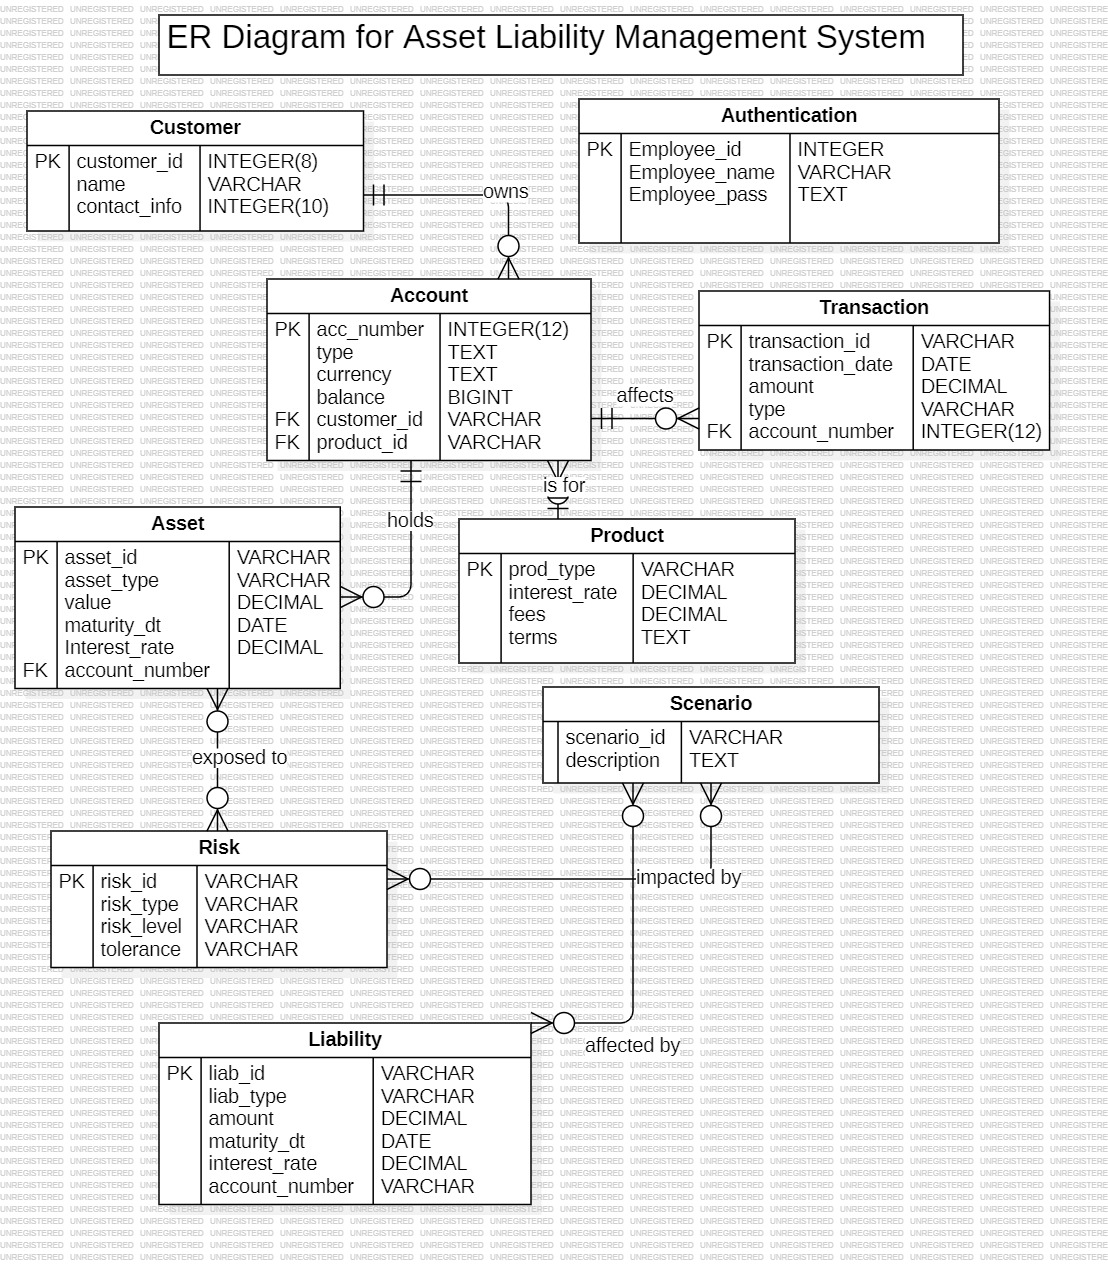 ER Diagram for Asset Liability Management System
Customer
PK customer_id INTEGER(8)
name VARCHAR
contact_info INTEGER(10)
Authentication
PK Employee_id INTEGER
Employee_name VARCHAR
Employee_pass TEXT
owns
Account
PK acc_number INTEGER(12)
type TEXT
currency TEXT
balance BIGINT
FK customer_id VARCHAR
FK product_id VARCHAR
affects
Transaction
PK transaction_id VARCHAR
transaction_date DATE
amount DECIMAL
type VARCHAR
FK account_number INTEGER(12)
is for
holds
Asset
PK asset_id VARCHAR
asset_type VARCHAR
value DECIMAL
maturity_dt DATE
Interest_rate DECIMAL
FK account_number
Product
PK prod_type VARCHAR
interest_rate DECIMAL
fees DECIMAL
terms TEXT
Scenario
scenario_id VARCHAR
description TEXT
exposed to
Risk
PK risk_id VARCHAR
risk_type VARCHAR
risk_level VARCHAR
tolerance VARCHAR
impacted by
affected by
Liability
PK liab_id VARCHAR
liab_type VARCHAR
amount DECIMAL
maturity_dt DATE
interest_rate DECIMAL
account_number VARCHAR
UNREGISTERED